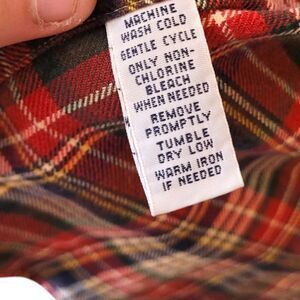 MACHINE
WASH COLD
GENTLE CYCLE
ONLY NON-
CHLORINE
BLEACH
WHEN NEEDED
REMOVE
PROMPTLY
TUMBLE
DRY LOW
WARM IRON
IF NEEDED